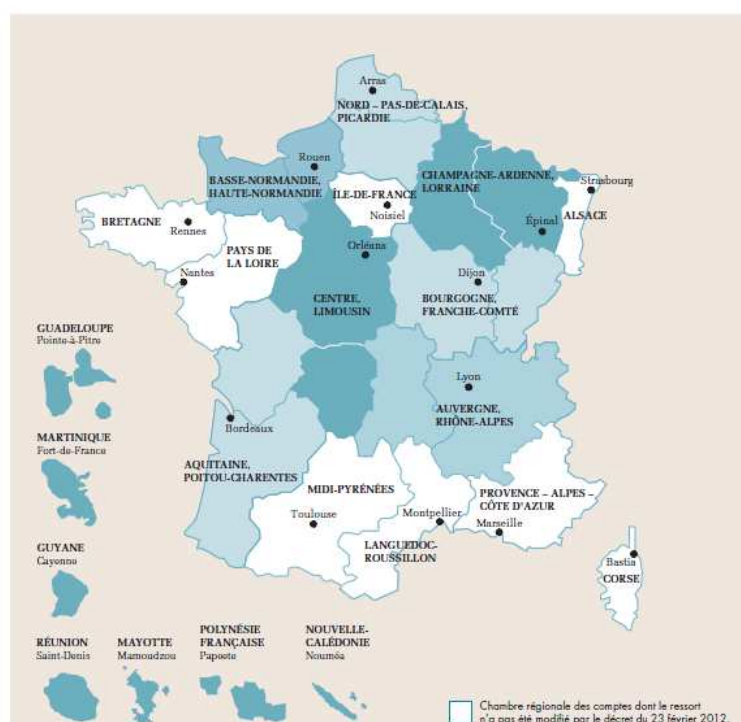 Arras
NORD – PAS-DE-CALAIS,
PICARDIE
Rouen
BASSE-NORMANDIE,
HAUTE-NORMANDIE
ÎLE-DE-FRANCE
Noisiel
CHAMPAGNE-ARDENNE,
LORRAINE
Strasbourg
ALSACE
Épinal
BRETAGNE
Rennes
PAYS DE
LA LOIRE
Nantes
Orléans
CENTRE,
LIMOUSIN
Dijon
BOURGOGNE,
FRANCHE-COMTÉ
GUADELOUPE
Pointe-à-Pitre
Lyon
AUVERGNE,
RHÔNE-ALPES
Bordeaux
AQUITAINE,
POITOU-CHARENTES
MARTINIQUE
Fort-de-France
MIDI-PYRÉNÉES
Toulouse
Montpellier
LANGUEDOC-
ROUSSILLON
PROVENCE – ALPES –
CÔTE D'AZUR
Marseille
Bastia
CORSE
GUYANE
Cayenne
RÉUNION
Saint-Denis
MAYOTTE
Mamoudzou
POLYNÉSIE
FRANÇAISE
Papeete
NOUVELLE-
CALÉDONIE
Nouméa
Chambre régionale des comptes dont le ressort
n'a pas été modifié par le décret du 23 février 2012.